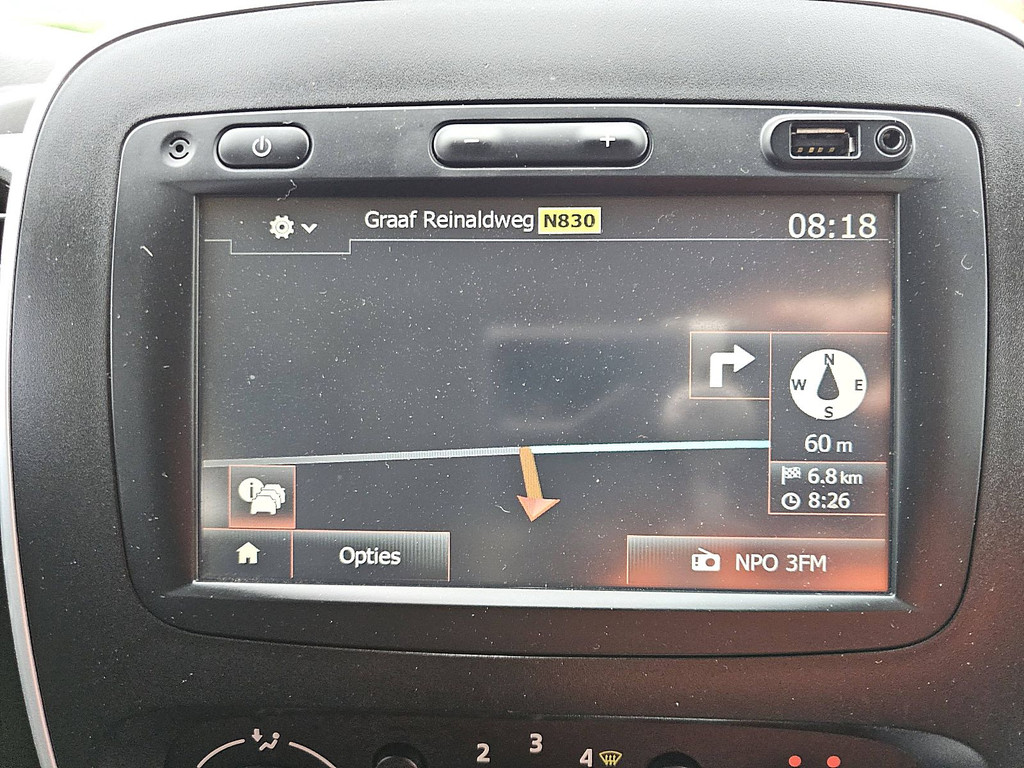 Graaf Reinaldweg N830
08:18
N
W E
S
60 m
6.8 km
8:26
Opties
NPO 3FM
2 3 4